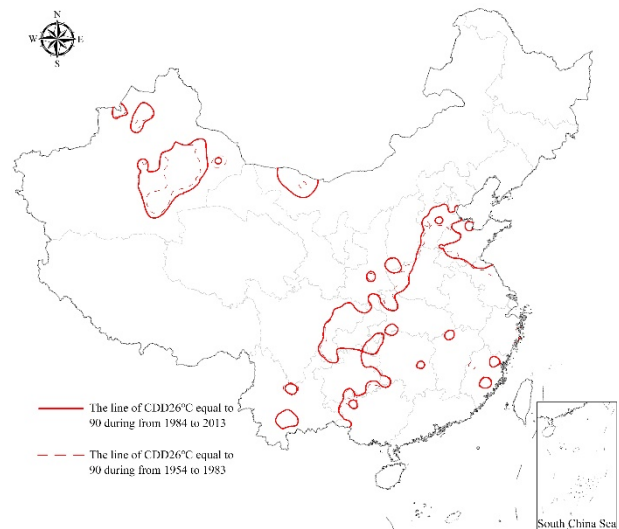 N
W E
S
The line of CDD26°C equal to
90 during from 1984 to 2013
The line of CDD26°C equal to
90 during from 1954 to 1983
South China Sea